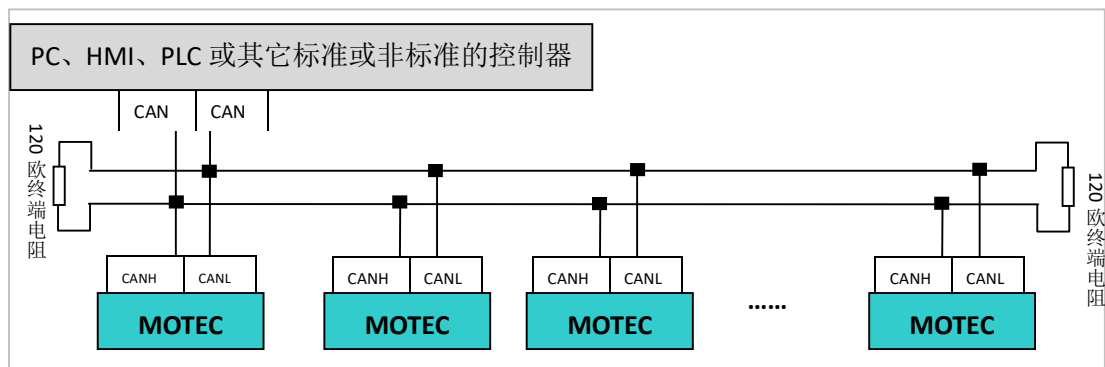 PC、HMI、PLC 或其它标准或非标准的控制器
CAN CAN
120 欧终端电阻
120 欧终端电阻
CANH CANL CANH CANL CANH CANL CANH CANL
MOTEC MOTEC MOTEC …… MOTEC